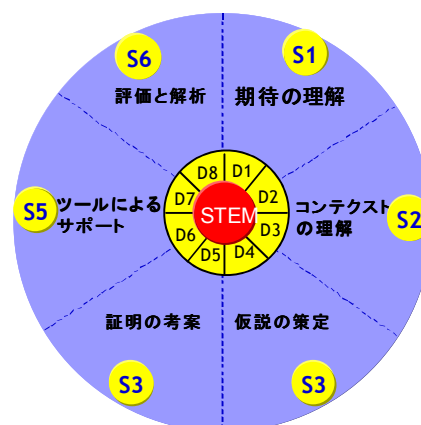 S6
S1
評価と解析
期待の理解
D8
D1
D7
D2
S5
ツールによる
サポート
STEM
コンテクスト
の理解
S2
D6
D3
D5
D4
証明の考案
仮説の策定
S3
S3